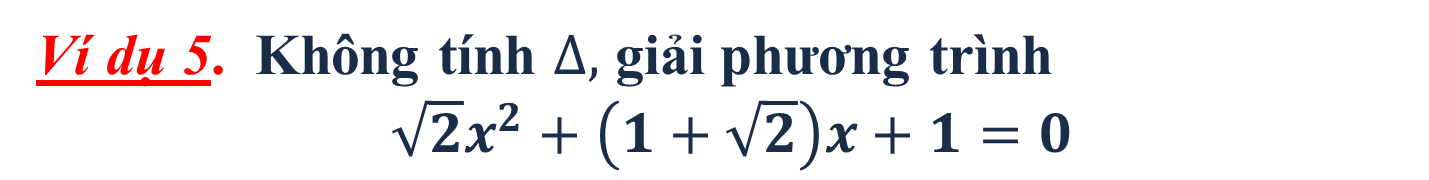 Ví dụ 5. Không tính Δ, giải phương trình
√2x² + (1 + √2)x + 1 = 0